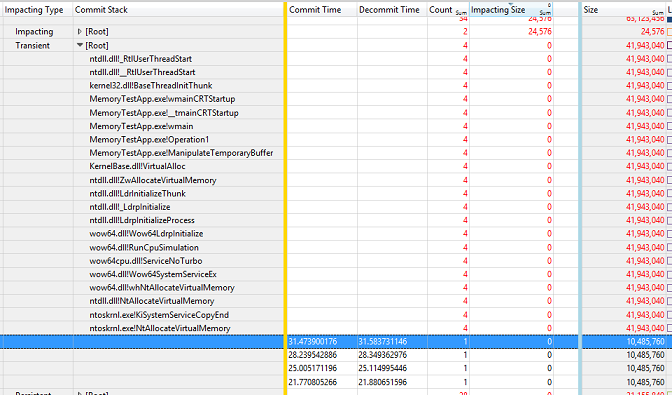 Impacting Type Commit Stack Commit Time Decommit Time Count Sum Impacting Size Sum Size Sum L
34 24,576 63,123,456
Impacting [Root] 2 24,576 24,576
Transient [Root] 4 0 41,943,040
ntdll.dll!_RtlUserThreadStart 4 0 41,943,040
ntdll.dll!__RtlUserThreadStart 4 0 41,943,040
kernel32.dll!BaseThreadInitThunk 4 0 41,943,040
MemoryTestApp.exe!wmainCRTStartup 4 0 41,943,040
MemoryTestApp.exe!__tmainCRTStartup 4 0 41,943,040
MemoryTestApp.exe!wmain 4 0 41,943,040
MemoryTestApp.exe!Operation1 4 0 41,943,040
MemoryTestApp.exe!ManipulateTemporaryBuffer 4 0 41,943,040
KernelBase.dll!VirtualAlloc 4 0 41,943,040
ntdll.dll!ZwAllocateVirtualMemory 4 0 41,943,040
ntdll.dll!LdrInitializeThunk 4 0 41,943,040
ntdll.dll!_LdrpInitialize 4 0 41,943,040
ntdll.dll!LdrpInitializeProcess 4 0 41,943,040
wow64.dll!Wow64LdrpInitialize 4 0 41,943,040
wow64.dll!RunCpuSimulation 4 0 41,943,040
wow64cpu.dll!ServiceNoTurbo 4 0 41,943,040
wow64.dll!Wow64SystemServiceEx 4 0 41,943,040
wow64.dll!whNtAllocateVirtualMemory 4 0 41,943,040
ntdll.dll!NtAllocateVirtualMemory 4 0 41,943,040
ntoskrnl.exe!KiSystemServiceCopyEnd 4 0 41,943,040
ntoskrnl.exe!NtAllocateVirtualMemory 4 0 41,943,040
31.473900176 31.583731146 1 0 10,485,760
28.239542886 28.349362976 1 0 10,485,760
25.005171196 25.114995446 1 0 10,485,760
21.770805266 21.880651596 1 0 10,485,760